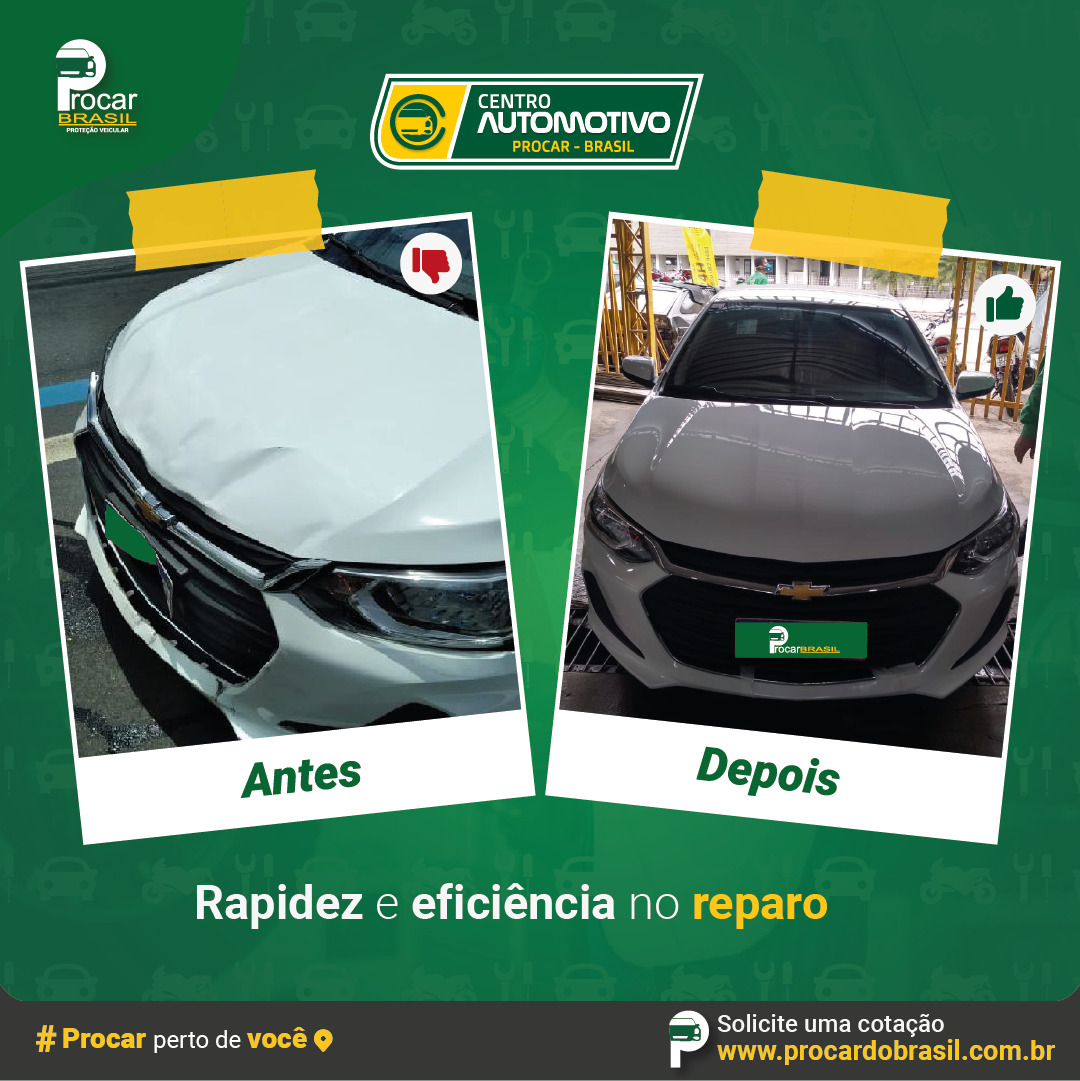 Procar
BRASIL
PROTEÇÃO VEICULAR
CENTRO
AUTOMOTIVO
PROCAR - BRASIL
ProcarBRASIL
Antes
Depois
Rapidez e eficiência no reparo
# Procar perto de você
Solicite uma cotação
www.procardobrasil.com.br